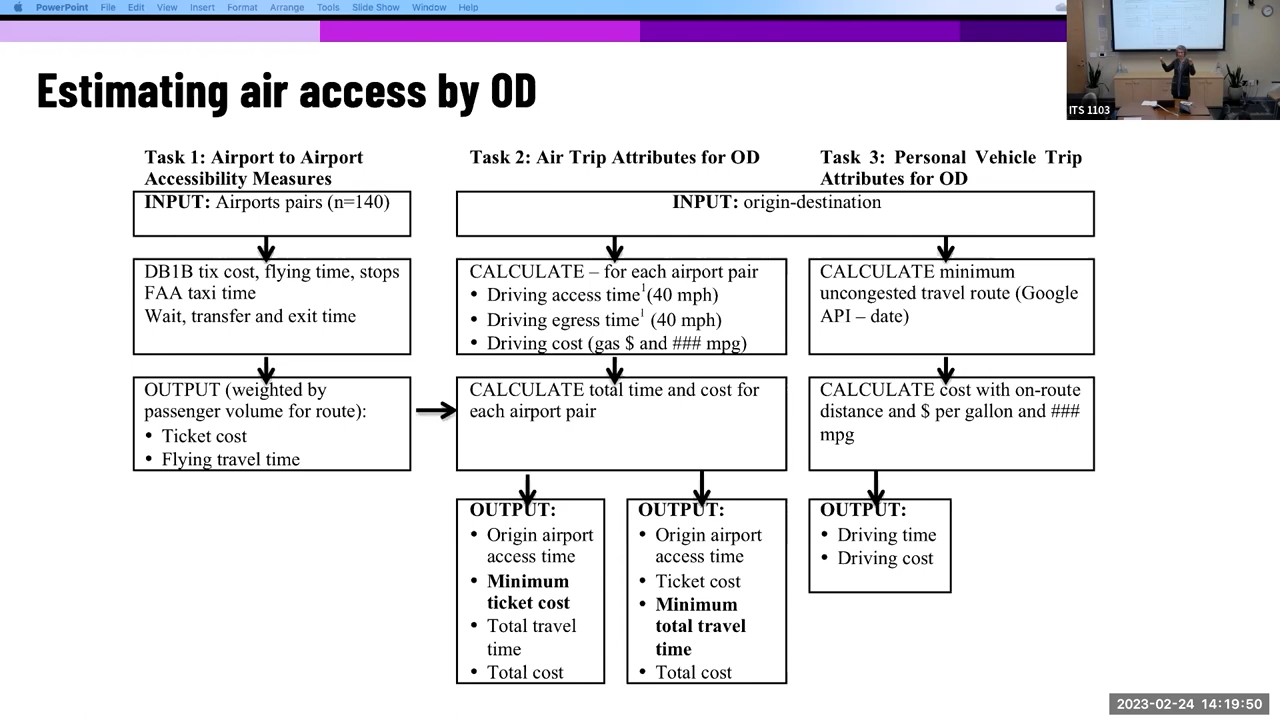 PowerPoint File Edit View Insert Format Arrange Tools Slide Show Window Help
ITS 1103
Estimating air access by OD
Task 1: Airport to Airport
Accessibility Measures
INPUT: Airports pairs (n=140)
DB1B tix cost, flying time, stops
FAA taxi time
Wait, transfer and exit time
OUTPUT (weighted by
passenger volume for route):
• Ticket cost
• Flying travel time
Task 2: Air Trip Attributes for OD
Task 3: Personal Vehicle Trip
Attributes for OD
INPUT: origin-destination
CALCULATE – for each airport pair
• Driving access time¹(40 mph)
• Driving egress time¹ (40 mph)
• Driving cost (gas $ and ### mpg)
CALCULATE total time and cost for
each airport pair
OUTPUT:
• Origin airport
access time
• Minimum
ticket cost
• Total travel
time
• Total cost
OUTPUT:
• Origin airport
access time
• Ticket cost
• Minimum
total travel
time
• Total cost
CALCULATE minimum
uncongested travel route (Google
API – date)
CALCULATE cost with on-route
distance and $ per gallon and ###
mpg
OUTPUT:
• Driving time
• Driving cost
2023-02-24 14:19:50